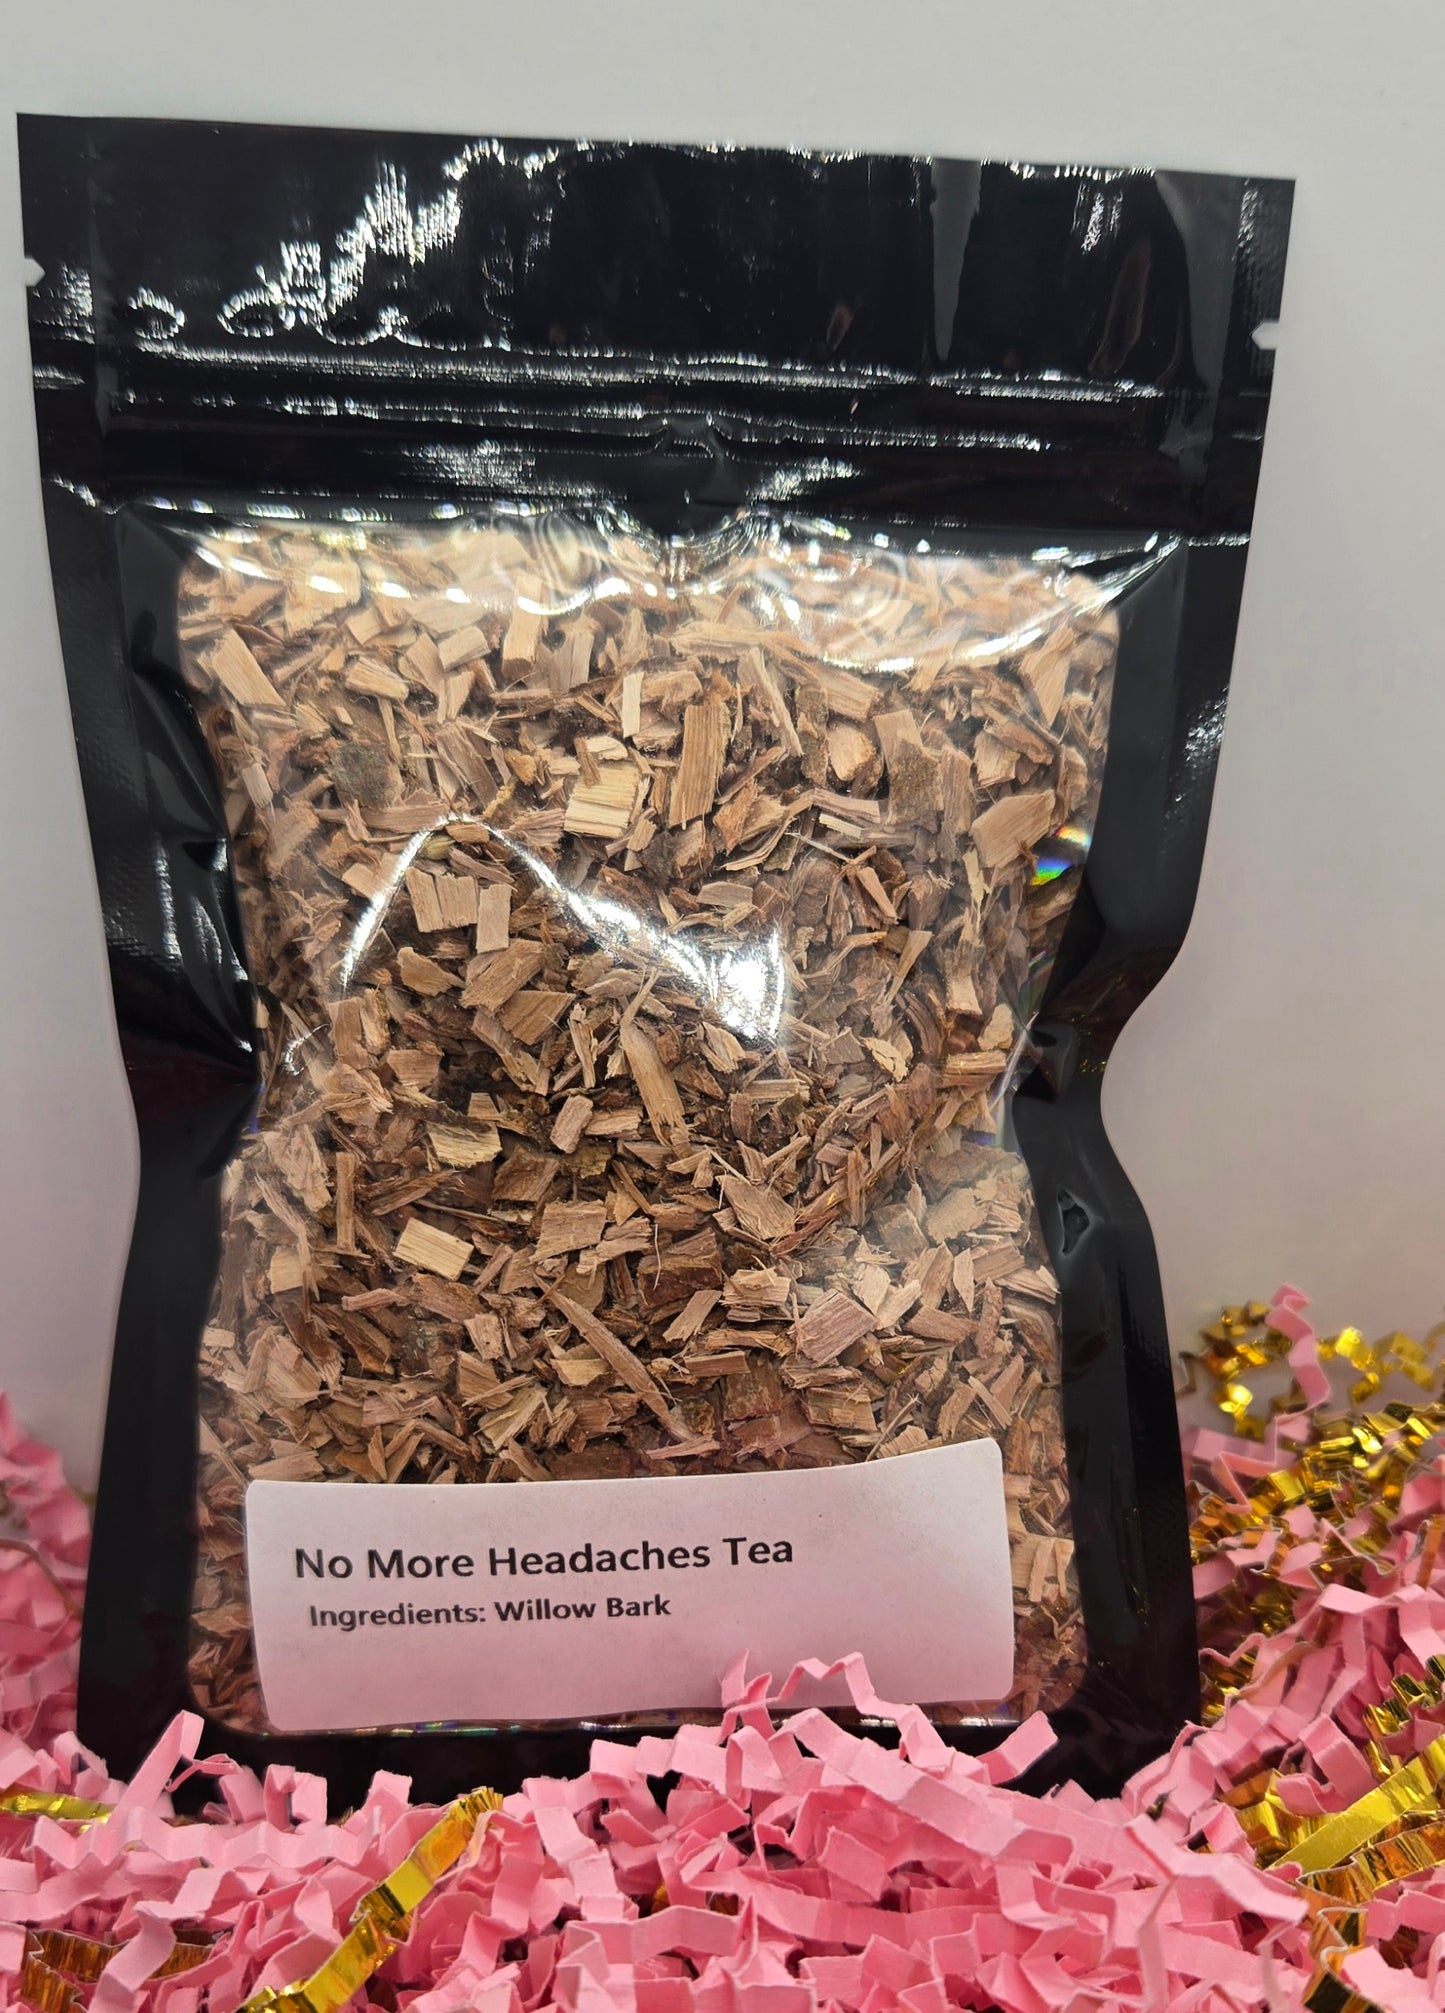 No More Headaches Tea
Ingredients: Willow Bark